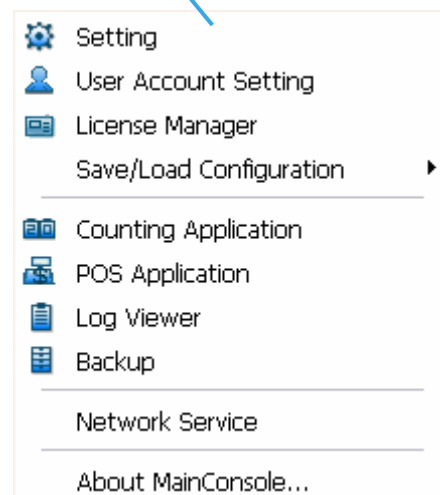 Setting
User Account Setting
License Manager
Save/Load Configuration
Counting Application
POS Application
Log Viewer
Backup
Network Service
About MainConsole...